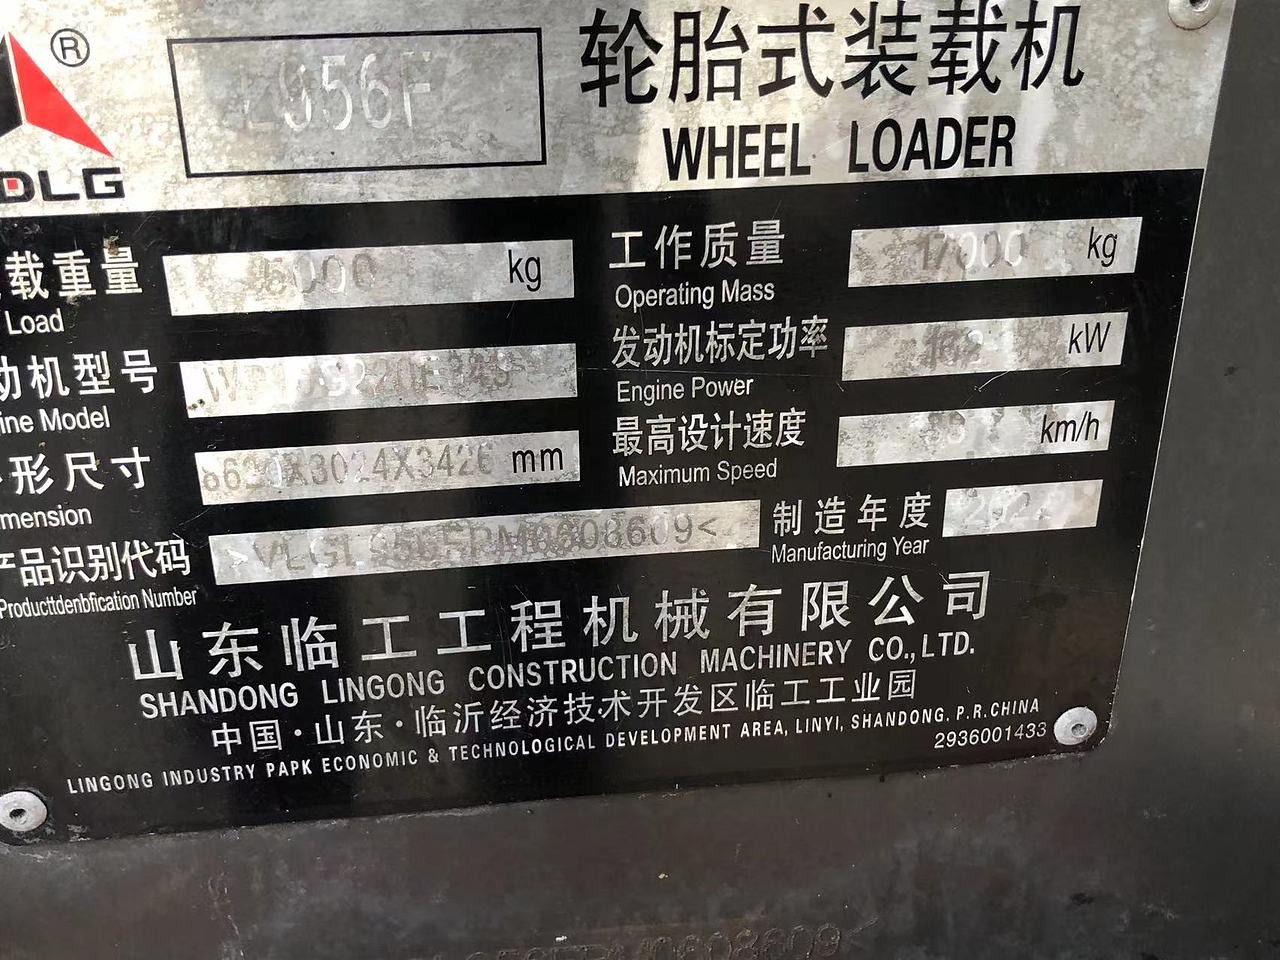 ®
DLG
L956F
轮胎式装载机
WHEEL LOADER
载重量 5000 kg
Load
工作质量 17000 kg
Operating Mass
动机型号
ine Model
发动机标定功率 162 kW
Engine Power
形尺寸 8620X3024X3426 mm
mension
最高设计速度 km/h
Maximum Speed
产品识别代码
Producttdenbfication Number
制造年度 2022
Manufacturing Year
山东临工工程机械有限公司
SHANDONG LINGONG CONSTRUCTION MACHINERY CO.,LTD.
中国·山东·临沂经济技术开发区临工工业园
LINGONG INDUSTRY PAPK ECONOMIC & TECHNOLOGICAL DEVELOPMENT AREA, LINYI, SHANDONG. P.R.CHINA
2936001433